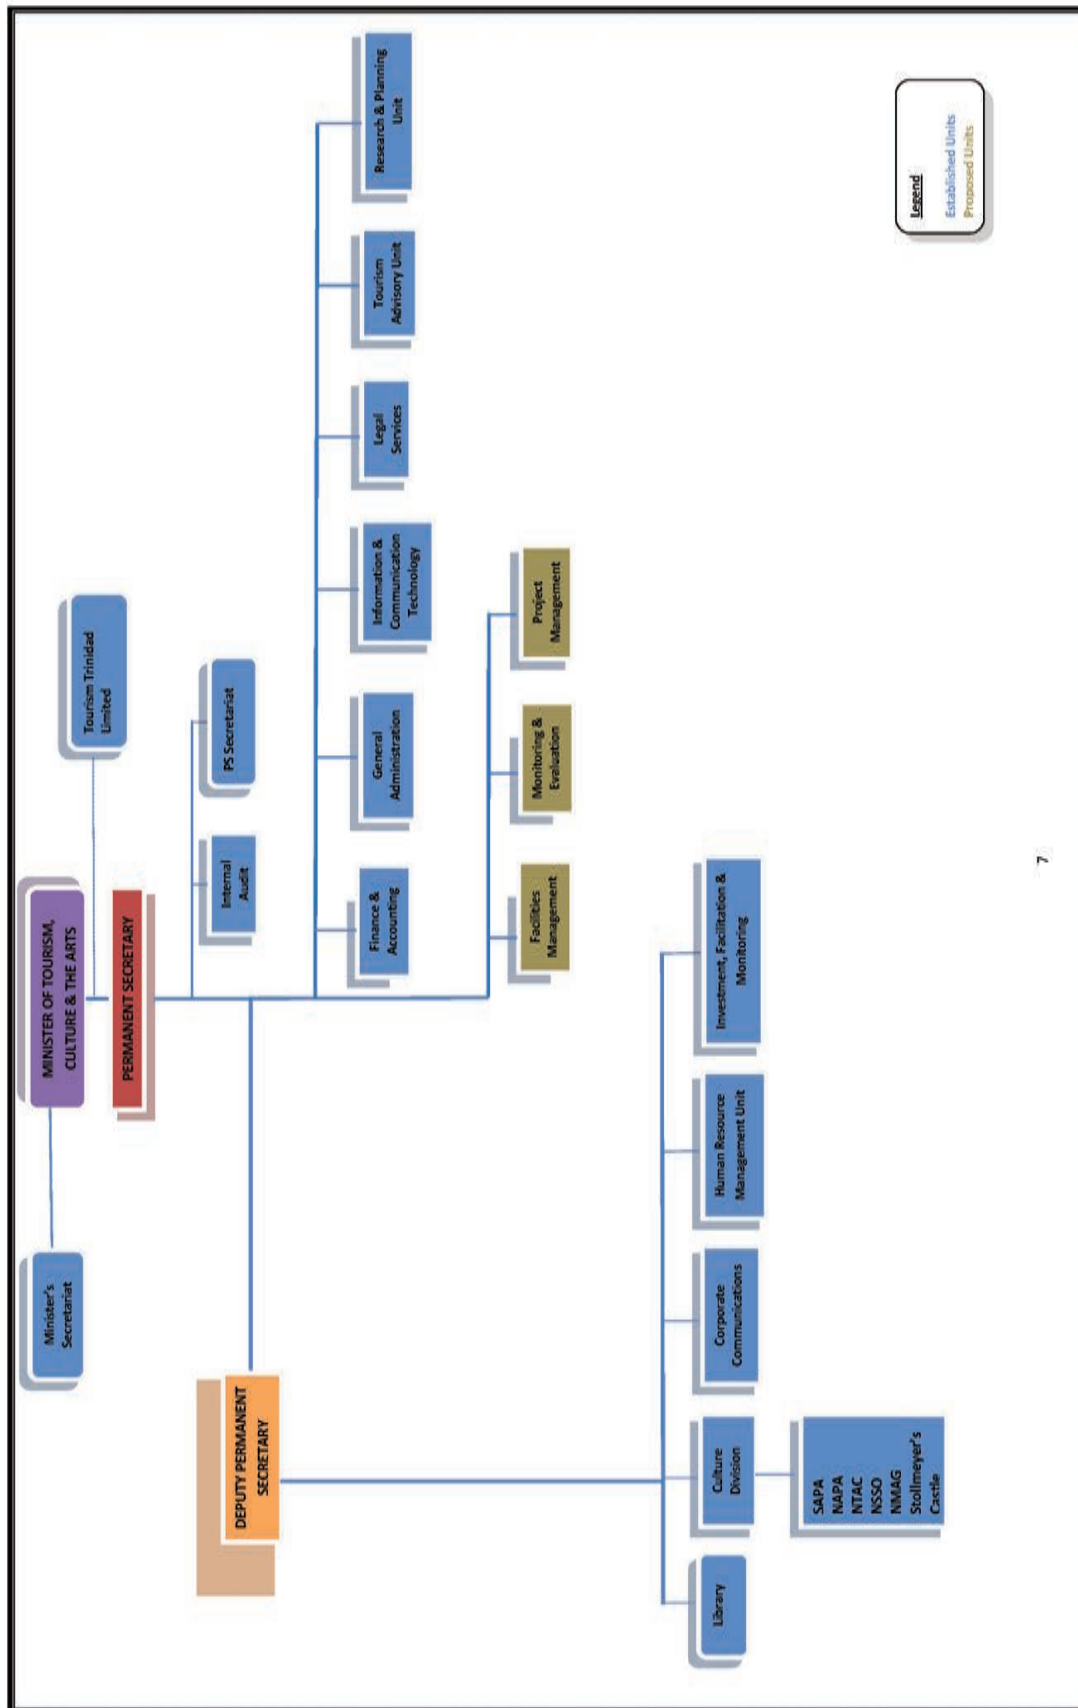 MINISTER OF TOURISM,
CULTURE & THE ARTS
Minister's
Secretariat
Tourism Trinidad
Limited
PERMANENT SECRETARY
Internal
Audit
PS Secretariat
DEPUTY PERMANENT
SECRETARY
Finance &
Accounting
General
Administration
Information &
Communication
Technology
Legal
Services
Tourism
Advisory Unit
Research & Planning
Unit
Facilities
Management
Monitoring &
Evaluation
Project
Management
Library
Culture
Division
Corporate
Communications
Human Resource
Management Unit
Investment, Facilitation &
Monitoring
SAPA
NAPA
NTAC
NSSO
NMAG
Stollmeyer's
Castle
Legend
Established Units
Proposed Units
7